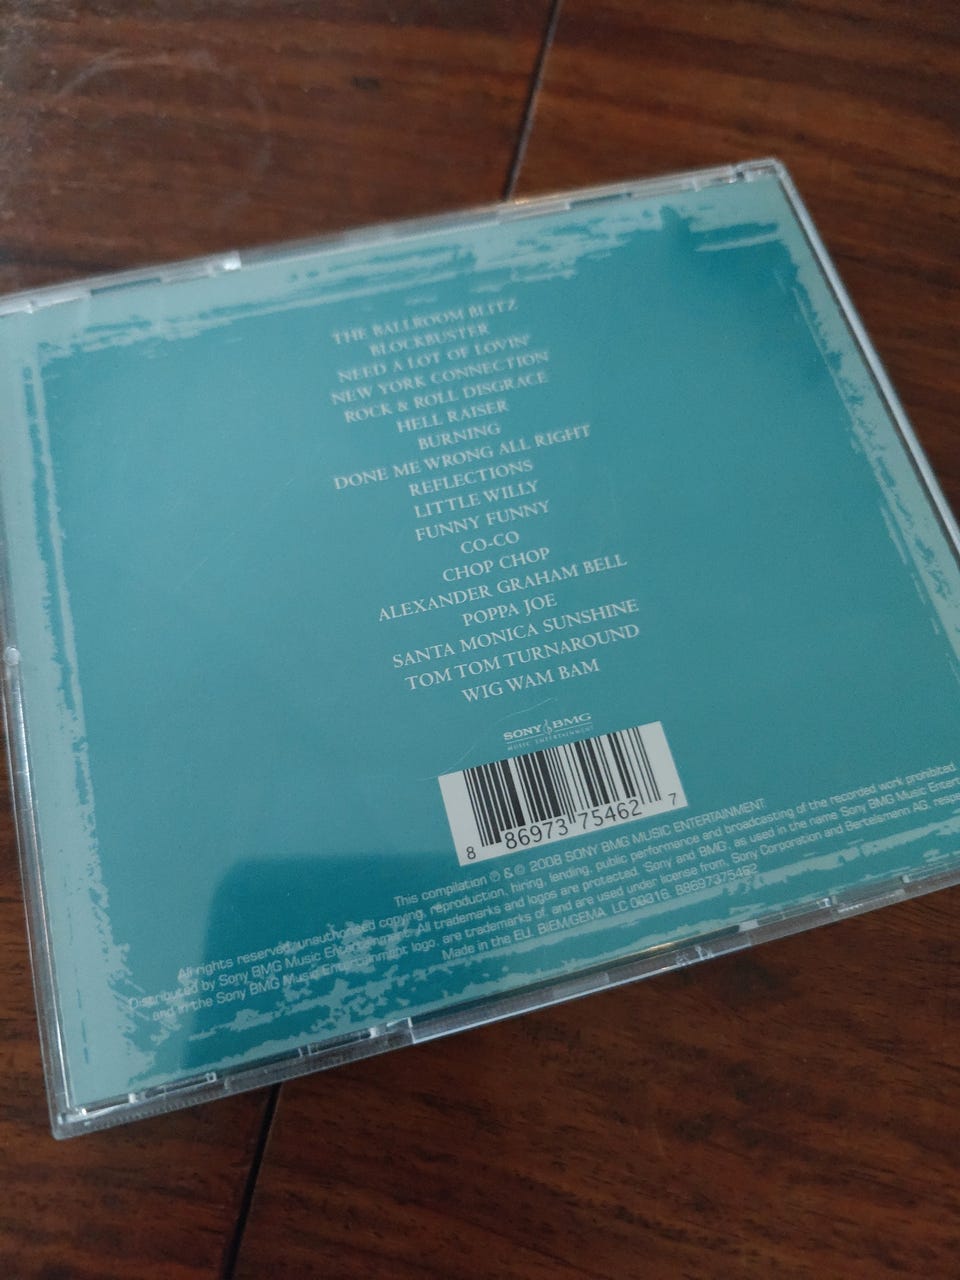 THE BALLROOM BLITZ
BLOCKBUSTER
NEED A LOT OF LOVIN'
NEW YORK CONNECTION
ROCK & ROLL DISGRACE
HELL RAISER
BURNING
DONE ME WRONG ALL RIGHT
REFLECTIONS
LITTLE WILLY
FUNNY FUNNY
CO-CO
CHOP CHOP
ALEXANDER GRAHAM BELL
POPPA JOE
SANTA MONICA SUNSHINE
TOM TOM TURNAROUND
WIG WAM BAM
SONY BMG
MUSIC ENTERTAINMENT
8 86973 75462 7
This compilation ℗ & © 2008 SONY BMG MUSIC ENTERTAINMENT
All rights reserved, unauthorised copying, reproduction, hiring, lending, public performance and broadcasting of the recorded work prohibited.
Distributed by Sony BMG Music Entertainment. All trademarks and logos are protected. Sony and BMG, as used in the name Sony BMG Music Entert
and in the Sony BMG Music Entertainment logo, are trademarks of, and are used under license from, Sony Corporation and Bertelsmann AG, respe
Made in the EU. BIEM/GEMA. LC 00316. 88697375462